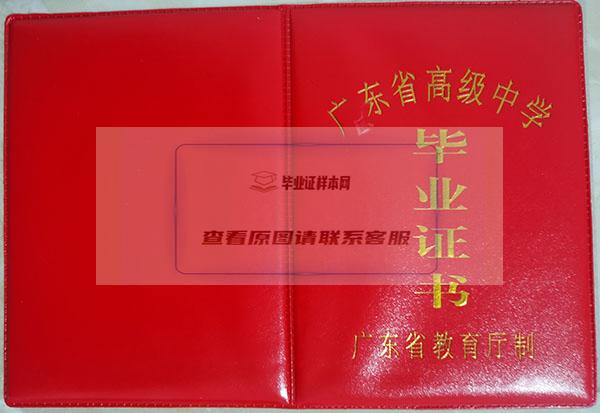 广东省高级中学
毕业证书
广东省教育厅制
毕业证样本网
查看原图请联系客服